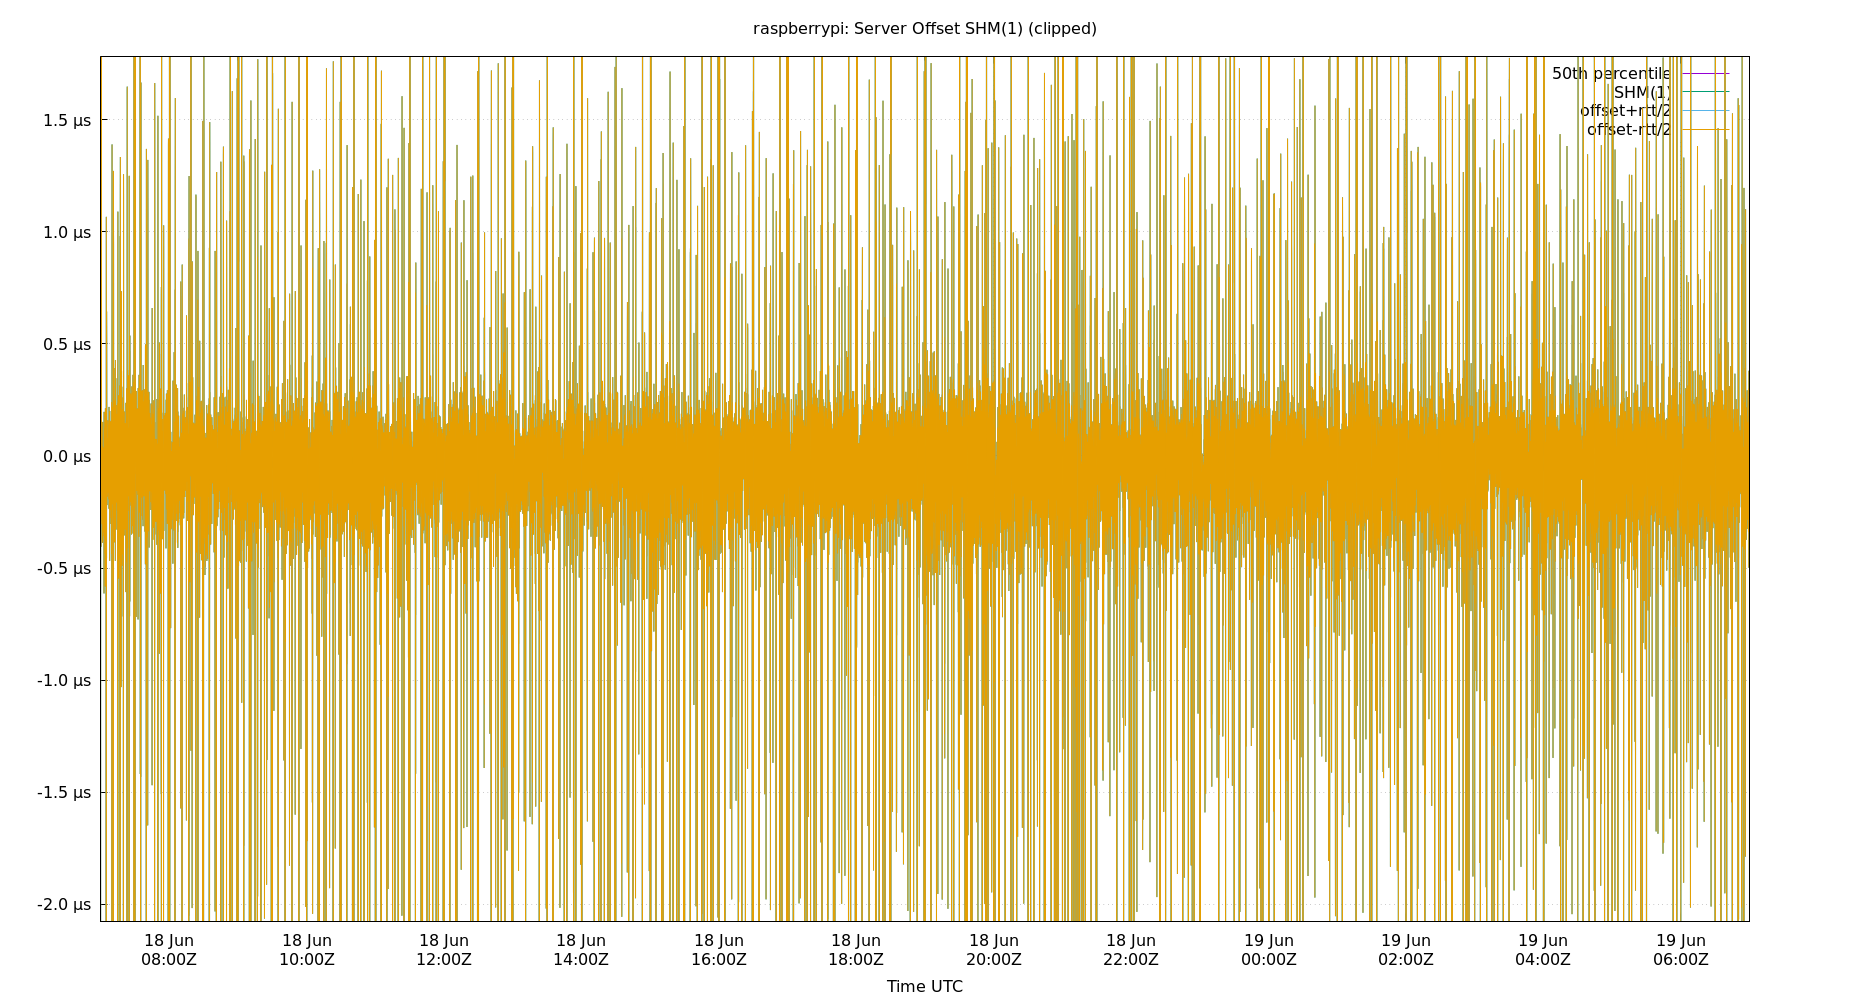 raspberrypi: Server Offset SHM(1) (clipped)
50th percentile
SHM(1)
offset+rtt/2
offset-rtt/2
1.5 µs
1.0 µs
0.5 µs
0.0 µs
-0.5 µs
-1.0 µs
-1.5 µs
-2.0 µs
18 Jun 18 Jun 18 Jun 18 Jun 18 Jun 18 Jun 18 Jun 18 Jun 19 Jun 19 Jun 19 Jun 19 Jun
08:00Z 10:00Z 12:00Z 14:00Z 16:00Z 18:00Z 20:00Z 22:00Z 00:00Z 02:00Z 04:00Z 06:00Z
Time UTC